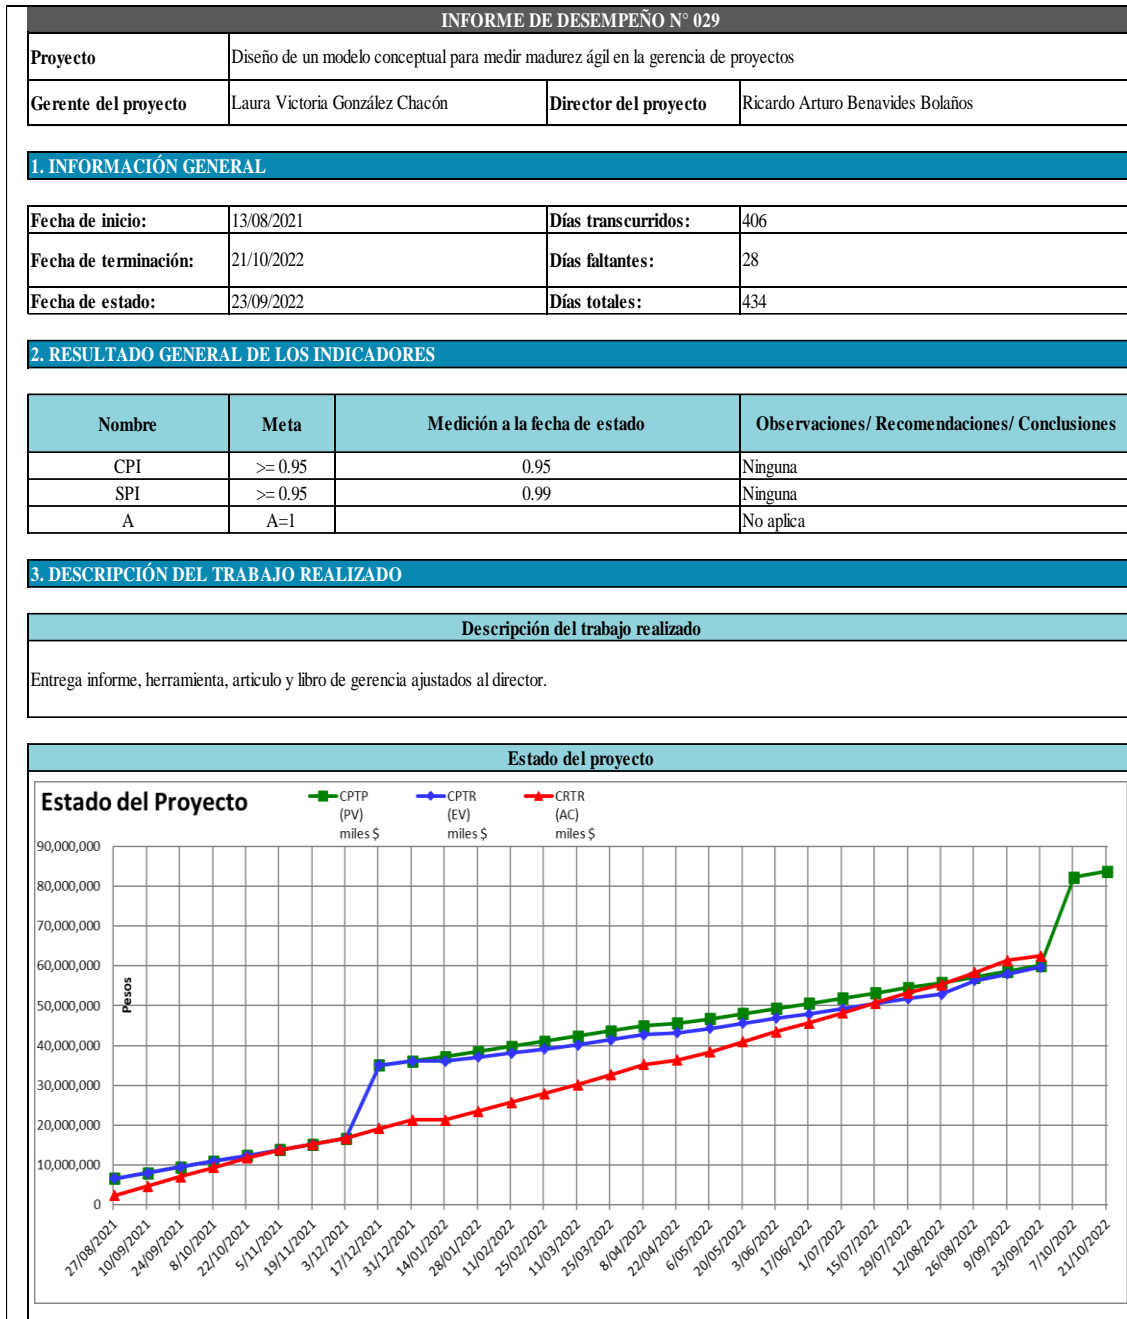 INFORME DE DESEMPEÑO N° 029
Proyecto Diseño de un modelo conceptual para medir madurez ágil en la gerencia de proyectos
Gerente del proyecto Laura Victoria González Chacón Director del proyecto Ricardo Arturo Benavides Bolaños
1. INFORMACIÓN GENERAL
Fecha de inicio: 13/08/2021 Días transcurridos: 406
Fecha de terminación: 21/10/2022 Días faltantes: 28
Fecha de estado: 23/09/2022 Días totales: 434
2. RESULTADO GENERAL DE LOS INDICADORES
Nombre Meta Medición a la fecha de estado Observaciones/ Recomendaciones/ Conclusiones
CPI >= 0.95 0.95 Ninguna
SPI >= 0.95 0.99 Ninguna
A A=1 No aplica
3. DESCRIPCIÓN DEL TRABAJO REALIZADO
Descripción del trabajo realizado
Entrega informe, herramienta, articulo y libro de gerencia ajustados al director.
Estado del proyecto
Estado del Proyecto
CPTP (PV) miles $
CPTR (EV) miles $
CRTR (AC) miles $
90,000,000
80,000,000
70,000,000
60,000,000
50,000,000
40,000,000
30,000,000
20,000,000
10,000,000
0
Pesos
27/08/2021
10/09/2021
24/09/2021
8/10/2021
22/10/2021
5/11/2021
19/11/2021
3/12/2021
17/12/2021
31/12/2021
14/01/2022
28/01/2022
11/02/2022
25/02/2022
11/03/2022
25/03/2022
8/04/2022
22/04/2022
6/05/2022
20/05/2022
3/06/2022
17/06/2022
1/07/2022
15/07/2022
29/07/2022
12/08/2022
26/08/2022
9/09/2022
23/09/2022
7/10/2022
21/10/2022